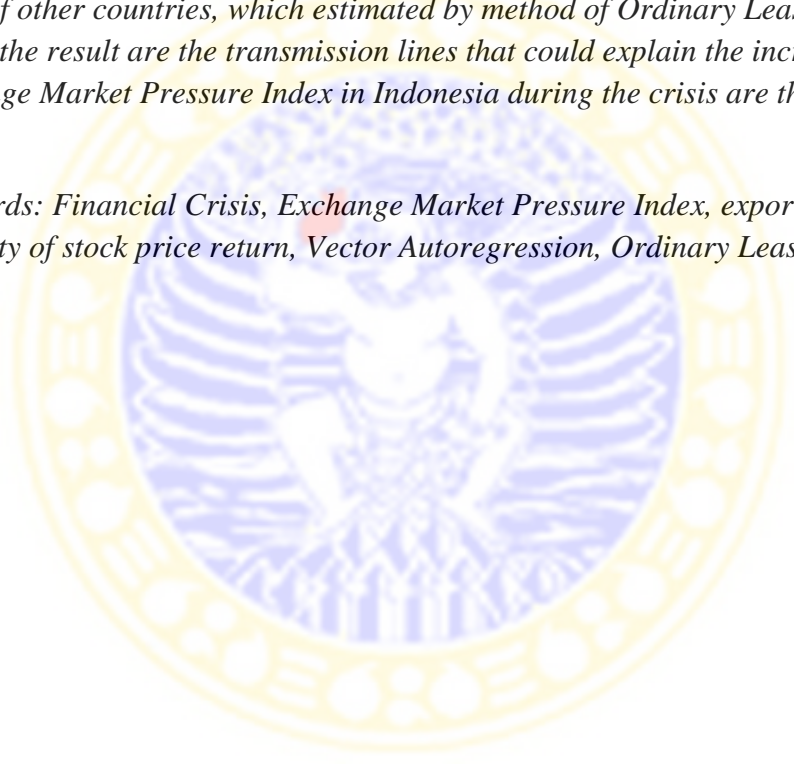 of other countries, which estimated by method of Ordinary Leas
the result are the transmission lines that could explain the inc
ge Market Pressure Index in Indonesia during the crisis are th
rds: Financial Crisis, Exchange Market Pressure Index, expor
ty of stock price return, Vector Autoregression, Ordinary Leas